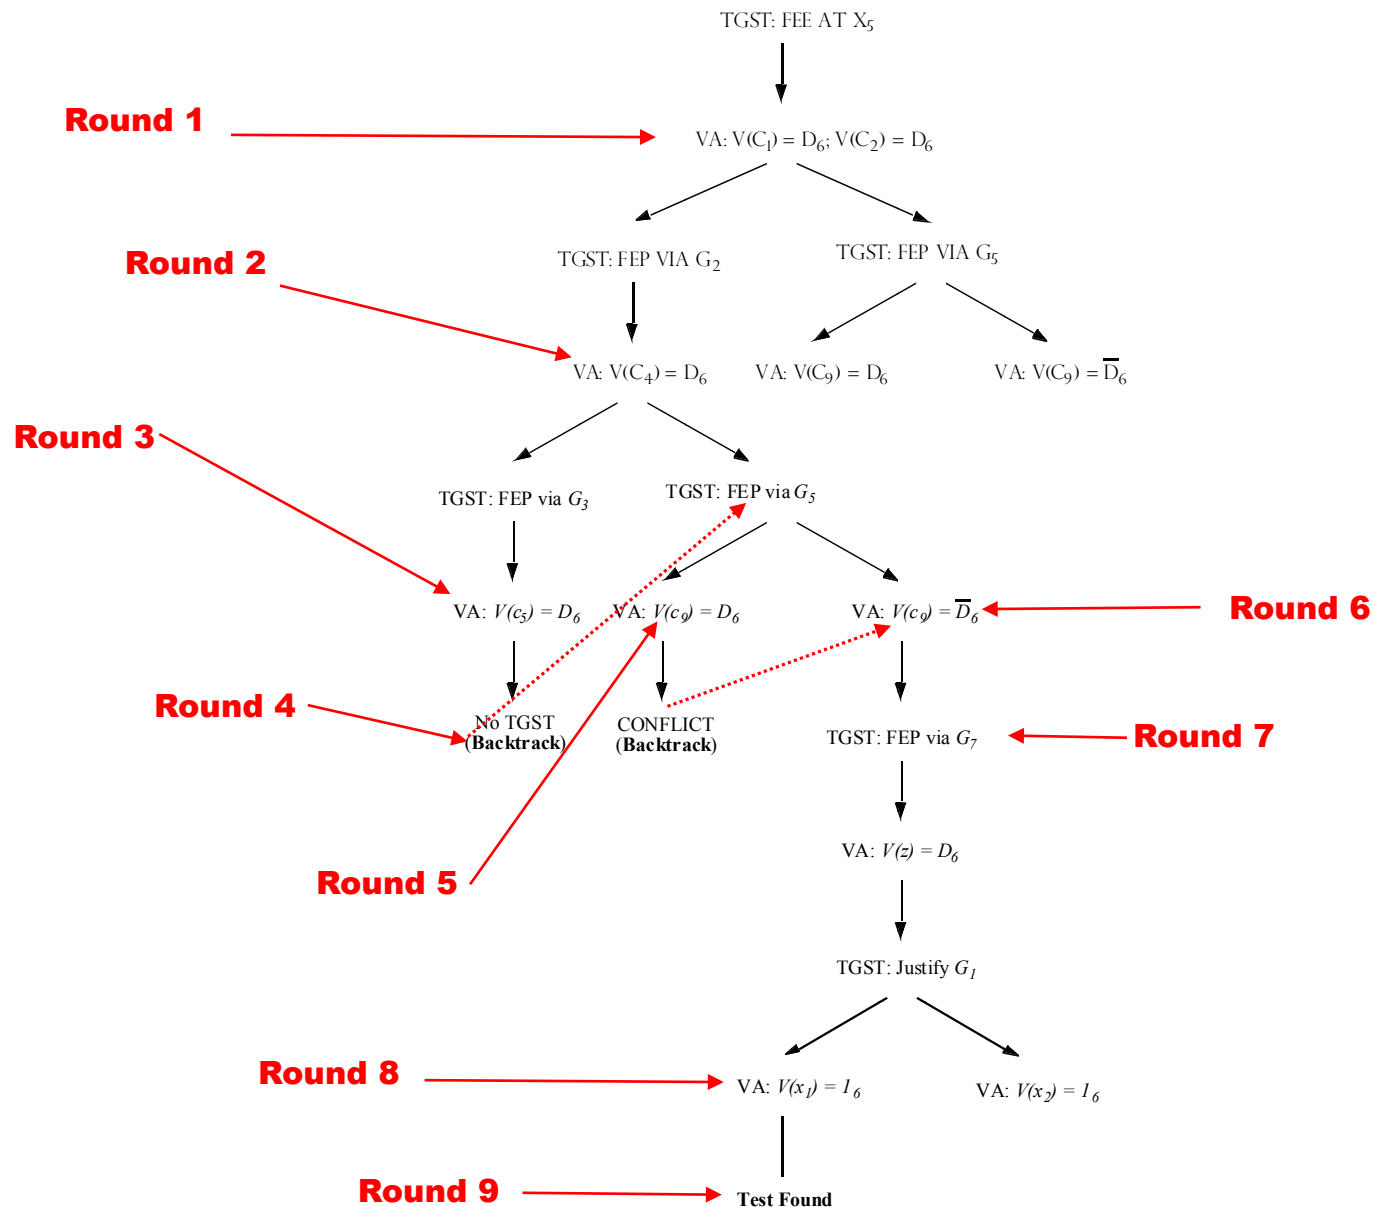 TGST: FEE AT X5
Round 1
VA: V(C1) = D6; V(C2) = D6
Round 2
TGST: FEP VIA G2
TGST: FEP VIA G5
VA: V(C4) = D6
VA: V(C9) = D6
VA: V(C9) = D̅6
Round 3
TGST: FEP via G3
TGST: FEP via G5
VA: V(c5) = D6
VA: V(c9) = D6
VA: V(c9) = D̅6
Round 6
Round 4
No TGST
(Backtrack)
CONFLICT
(Backtrack)
TGST: FEP via G7
Round 7
VA: V(z) = D6
Round 5
TGST: Justify G1
Round 8
VA: V(x1) = 16
VA: V(x2) = 16
Round 9
Test Found